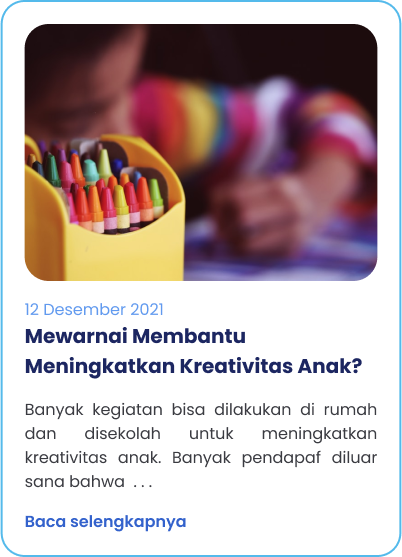 12 Desember 2021
Mewarnai Membantu
Meningkatkan Kreativitas Anak?
Banyak kegiatan bisa dilakukan di rumah
dan disekolah untuk meningkatkan
kreativitas anak. Banyak pendapaf diluar
sana bahwa ...
Baca selengkapnya